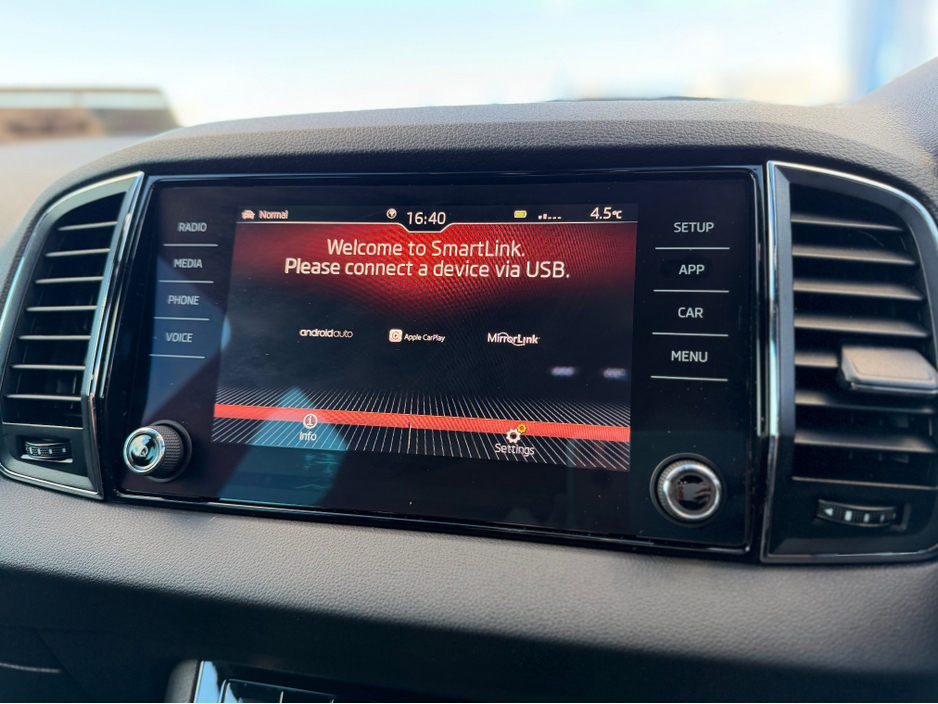 Normal
16:40
4.5°C
RADIO
MEDIA
PHONE
VOICE
Welcome to SmartLink.
Please connect a device via USB.
androidauto
Apple CarPlay
MirrorLink
Info
Settings
SETUP
APP
CAR
MENU